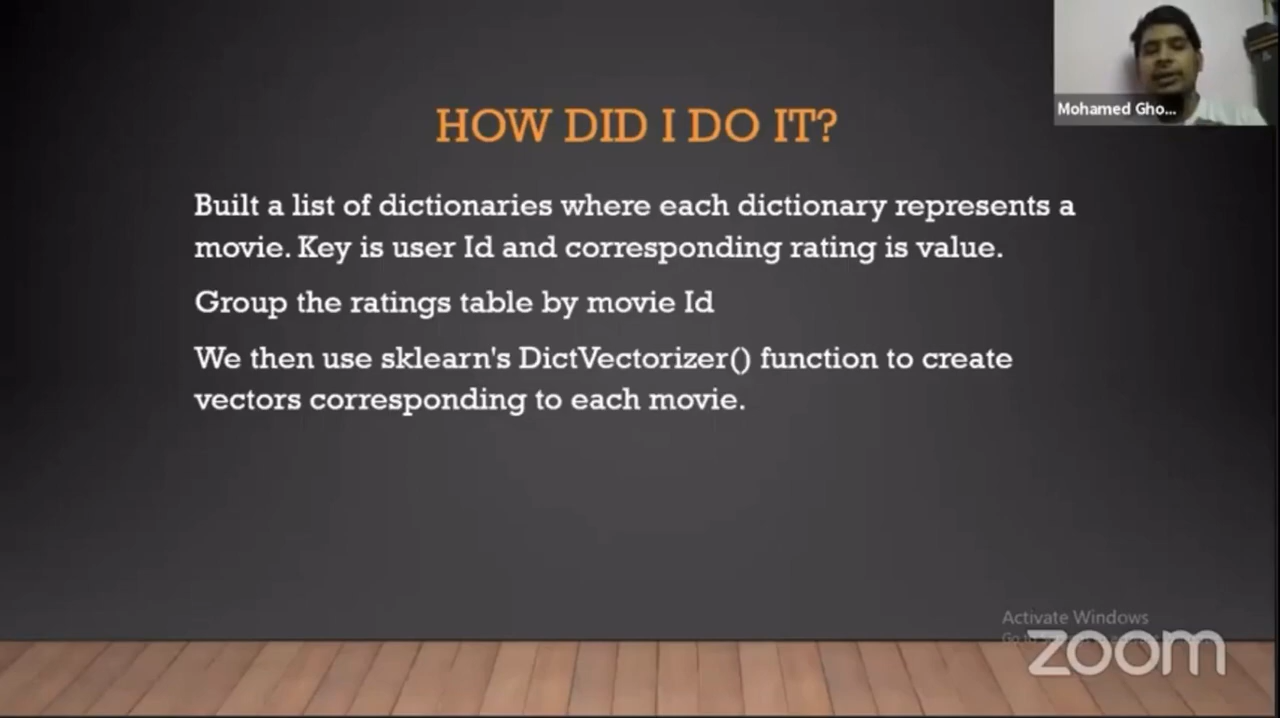 Mohamed Gho...
HOW DID I DO IT?
Built a list of dictionaries where each dictionary represents a
movie. Key is user Id and corresponding rating is value.
Group the ratings table by movie Id
We then use sklearn's DictVectorizer() function to create
vectors corresponding to each movie.
Activate Windows
Go to
zoom